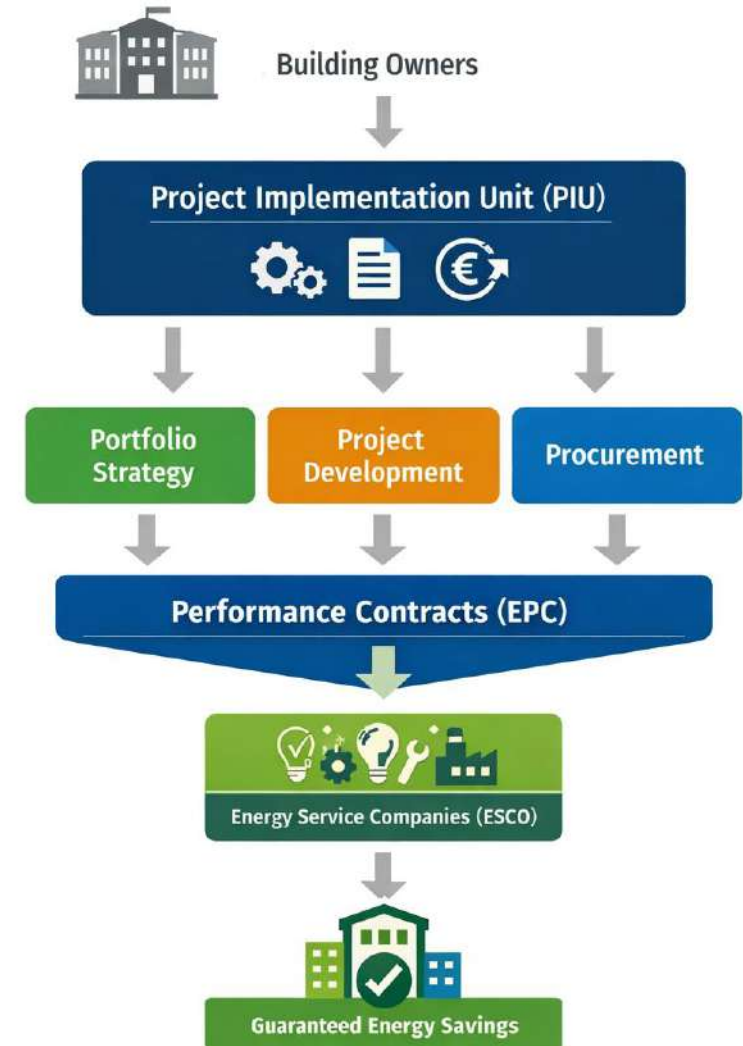 Building Owners
Project Implementation Unit (PIU)
€
Portfolio
Strategy
Project
Development
Procurement
Performance Contracts (EPC)
Energy Service Companies (ESCO)
Guaranteed Energy Savings